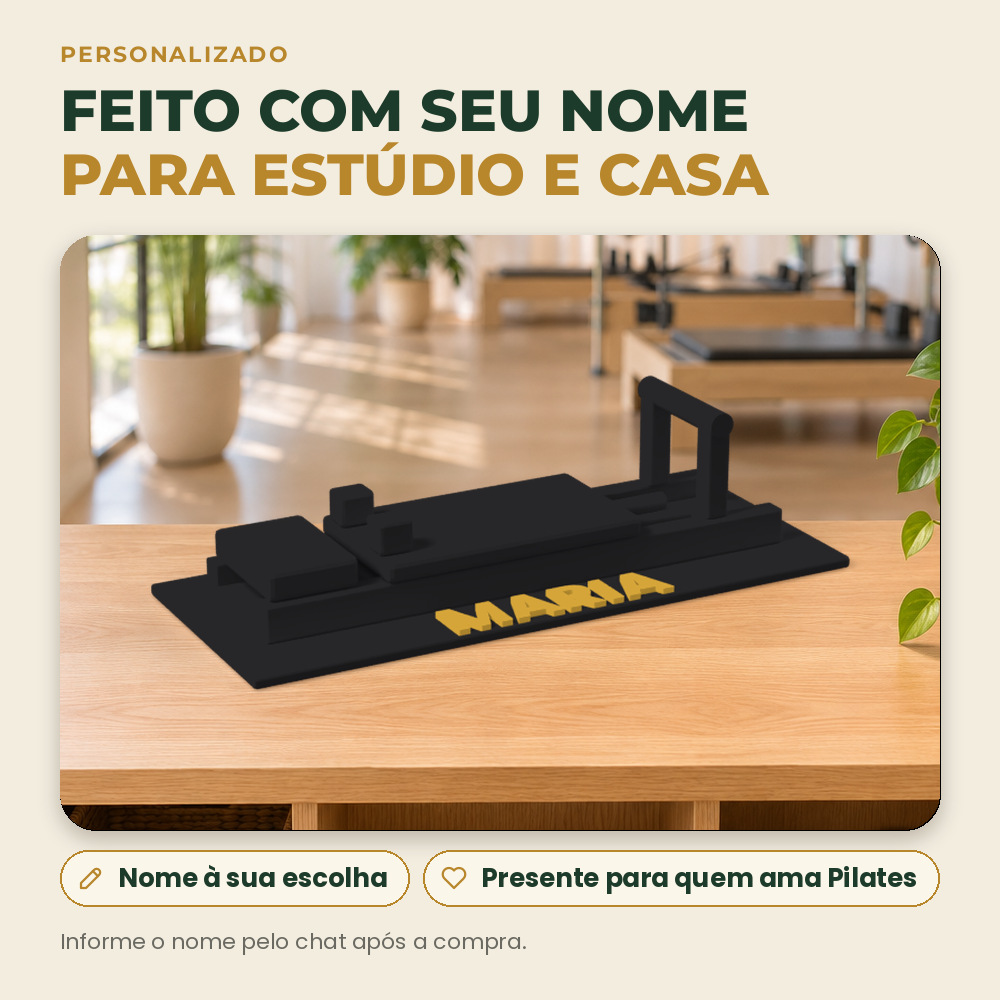 PERSONALIZADO
FEITO COM SEU NOME
PARA ESTÚDIO E CASA
MARIA
Nome à sua escolha
Presente para quem ama Pilates
Informe o nome pelo chat após a compra.